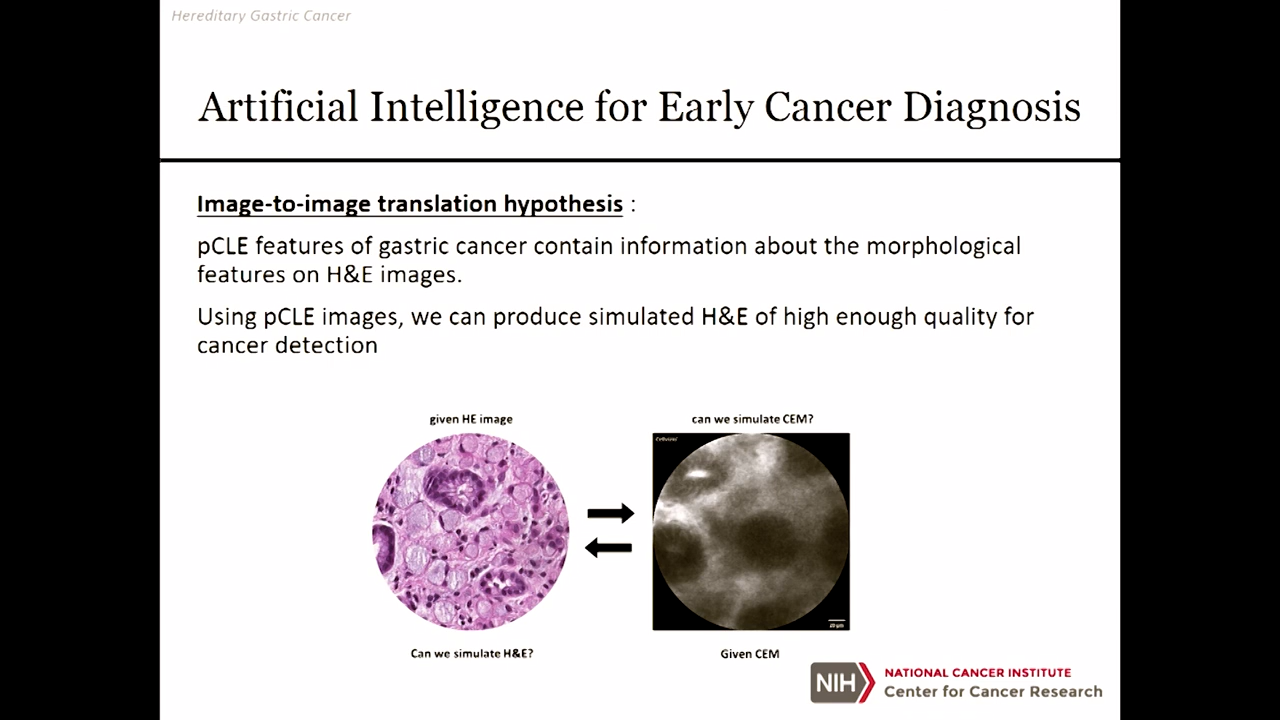 Hereditary Gastric Cancer
Artificial Intelligence for Early Cancer Diagnosis
Image-to-image translation hypothesis :
pCLE features of gastric cancer contain information about the morphological
features on H&E images.
Using pCLE images, we can produce simulated H&E of high enough quality for
cancer detection
given HE image
can we simulate CEM?
Cellvizio
20 µm
Can we simulate H&E?
Given CEM
NIH
NATIONAL CANCER INSTITUTE
Center for Cancer Research